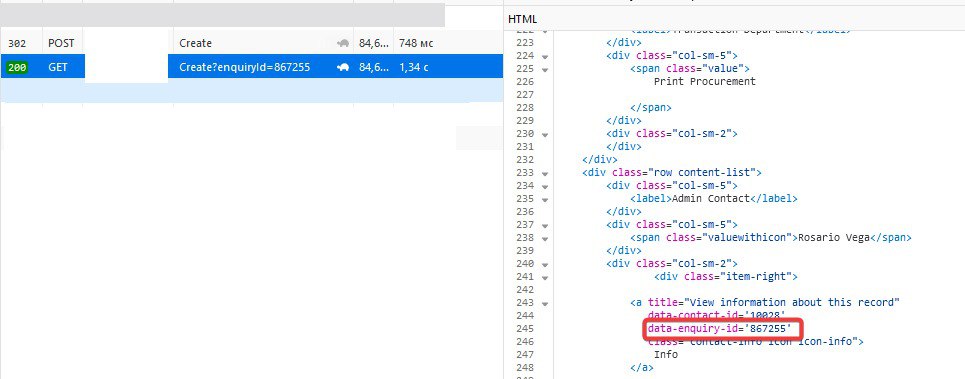 HTML
302 POST Create 84,6... 748 мс
200 GET Create?enquiryId=867255 84,6... 1,34 с
222 <label>Transaction Department</label>
223 </div>
224 <div class="col-sm-5">
225 <span class="value">
226 Print Procurement
227
228 </span>
229 </div>
230 <div class="col-sm-2">
231 </div>
232 </div>
233 <div class="row content-list">
234 <div class="col-sm-5">
235 <label>Admin Contact</label>
236 </div>
237 <div class="col-sm-5">
238 <span class="valuewithicon">Rosario Vega</span>
239 </div>
240 <div class="col-sm-2">
241 <div class="item-right">
242
243 <a title="View information about this record"
244 data-contact-id='10028'
245 data-enquiry-id='867255'
246 class="contact-info icon icon-info">
247 Info
248 </a>